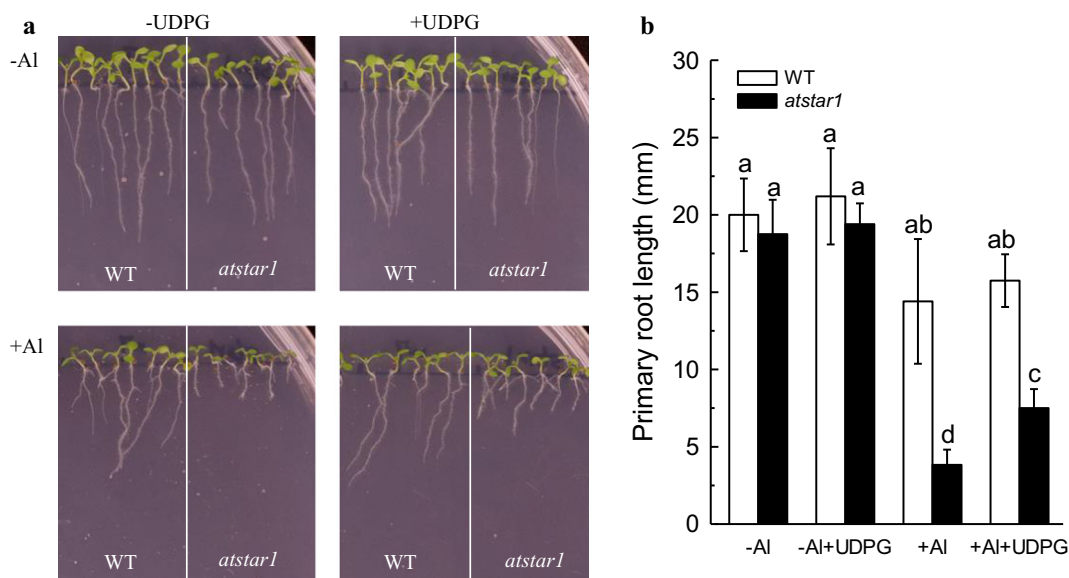 a
-UDPG
+UDPG
-Al
WT
atstar1
WT
atstar1
+Al
WT
atstar1
WT
atstar1
b
Primary root length (mm)
30
25
20
15
10
5
0
WT
atstar1
a
a
a
a
ab
d
ab
c
-Al
-Al+UDPG
+Al
+Al+UDPG